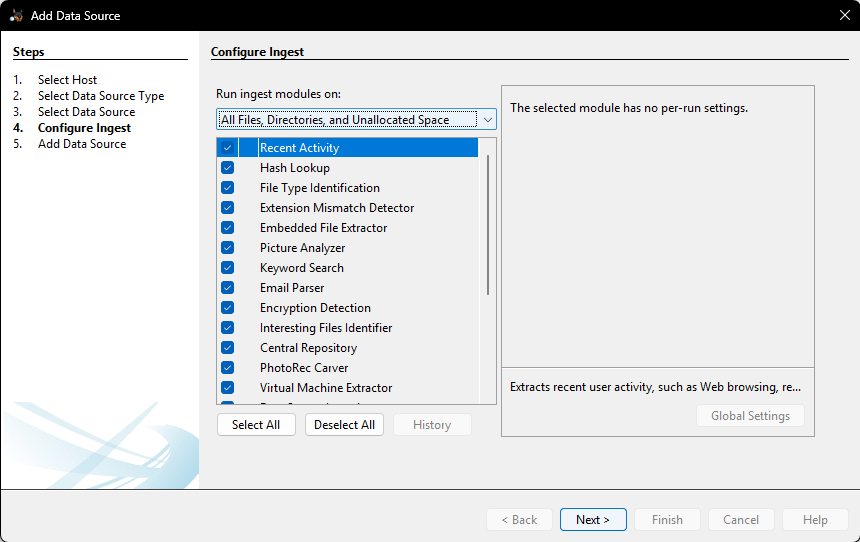 Add Data Source
Steps
1. Select Host
2. Select Data Source Type
3. Select Data Source
4. Configure Ingest
5. Add Data Source
Configure Ingest
Run ingest modules on:
All Files, Directories, and Unallocated Space
Recent Activity
Hash Lookup
File Type Identification
Extension Mismatch Detector
Embedded File Extractor
Picture Analyzer
Keyword Search
Email Parser
Encryption Detection
Interesting Files Identifier
Central Repository
PhotoRec Carver
Virtual Machine Extractor
Select All
Deselect All
History
The selected module has no per-run settings.
Extracts recent user activity, such as Web browsing, re...
Global Settings
< Back
Next >
Finish
Cancel
Help